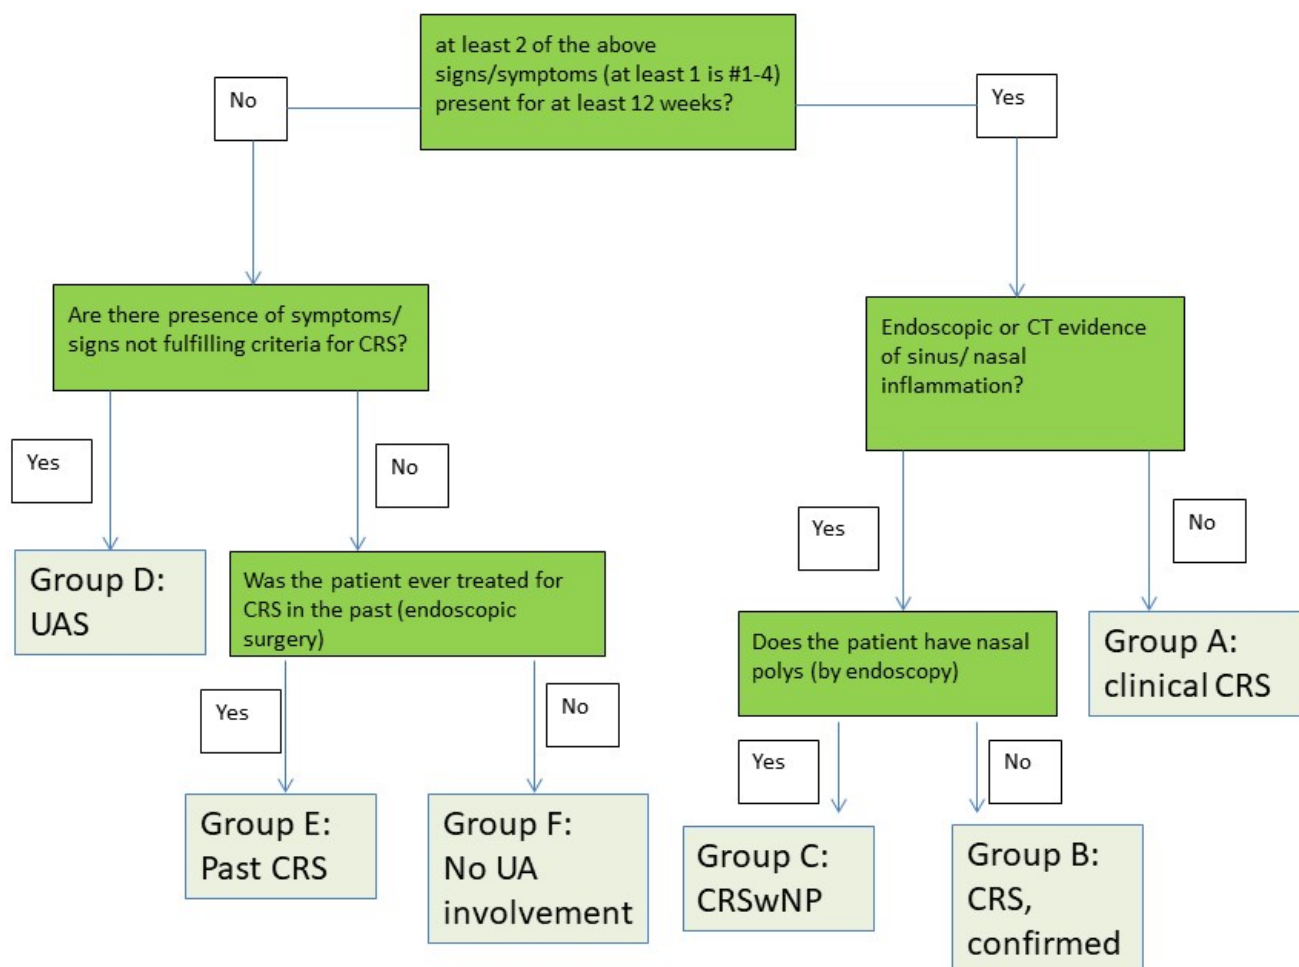 at least 2 of the above
signs/symptoms (at least 1 is #1-4)
present for at least 12 weeks?
No
Yes
Are there presence of symptoms/
signs not fulfilling criteria for CRS?
Endoscopic or CT evidence
of sinus/ nasal
inflammation?
Yes
No
Yes
No
Group D:
UAS
Was the patient ever treated for
CRS in the past (endoscopic
surgery)
Does the patient have nasal
polys (by endoscopy)
Group A:
clinical CRS
Yes
No
Yes
No
Group E:
Past CRS
Group F:
No UA
involvement
Group C:
CRSwNP
Group B:
CRS,
confirmed